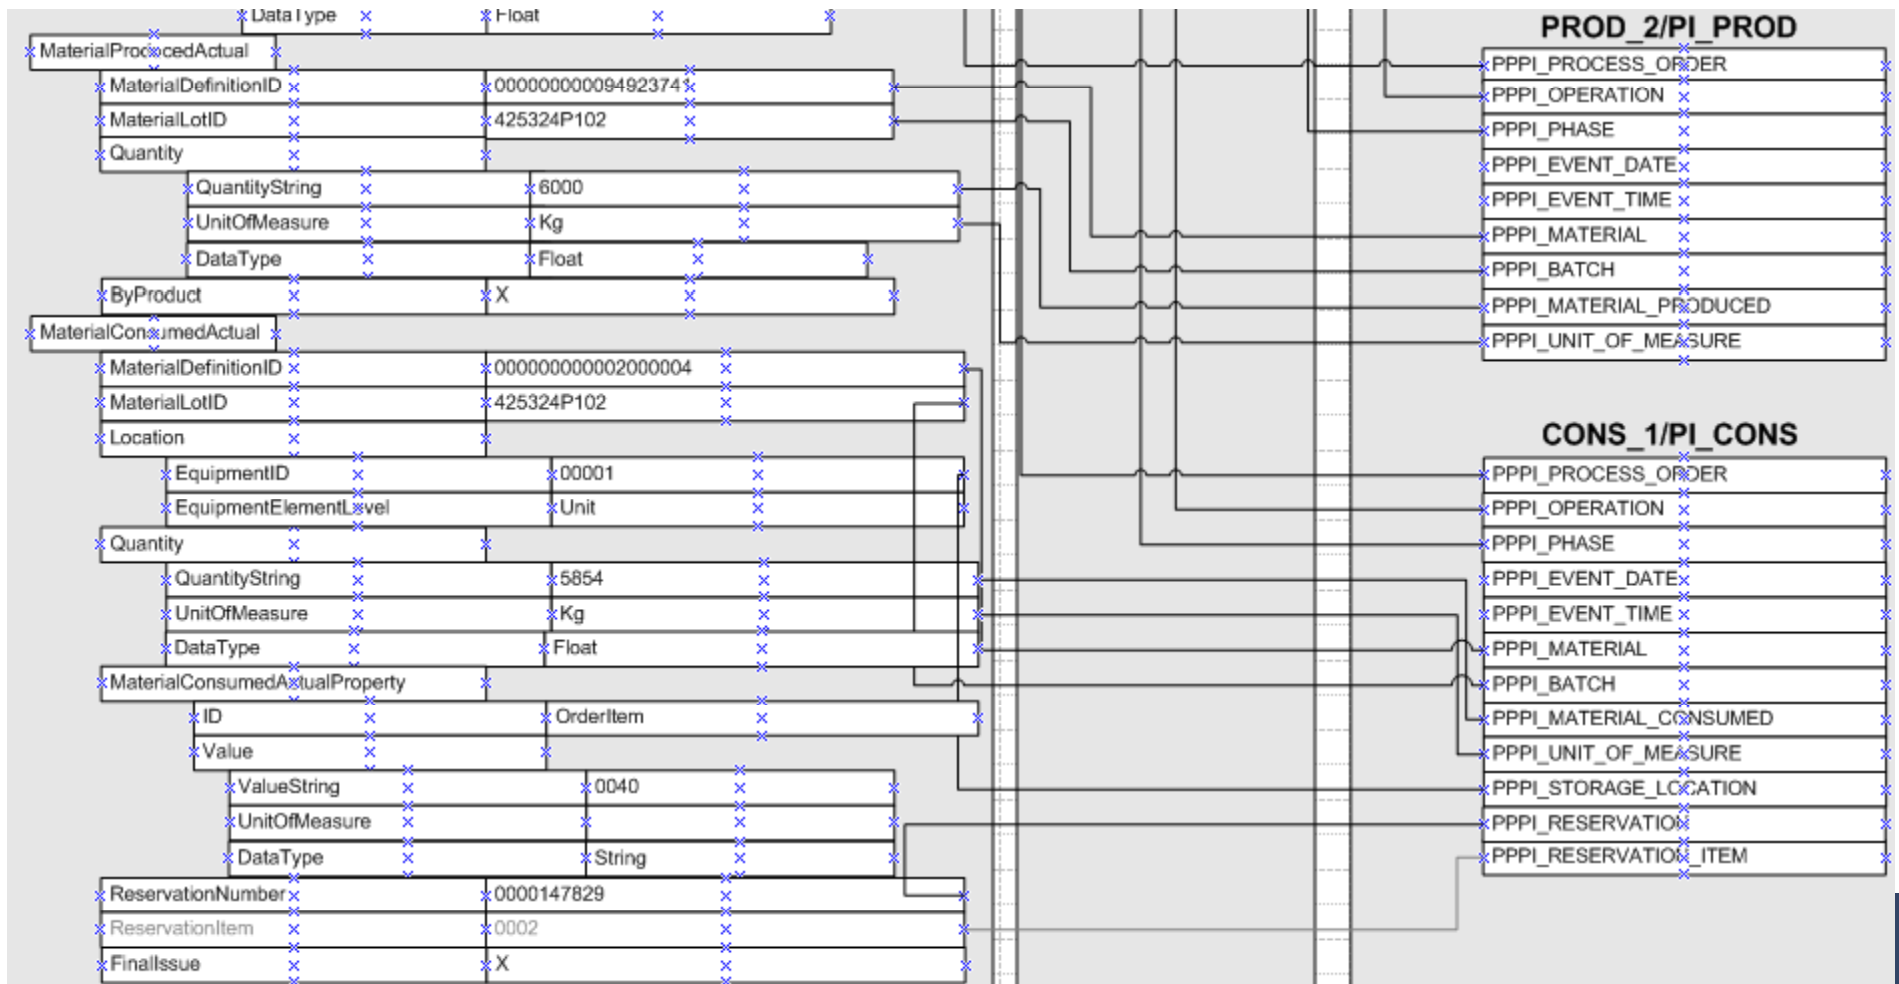 DataType Float
MaterialProducedActual
MaterialDefinitionID 000000000094923741
MaterialLotID 425324P102
Quantity
QuantityString 6000
UnitOfMeasure Kg
DataType Float
ByProduct X
MaterialConsumedActual
MaterialDefinitionID 000000000002000004
MaterialLotID 425324P102
Location
EquipmentID 00001
EquipmentElementLevel Unit
Quantity
QuantityString 5854
UnitOfMeasure Kg
DataType Float
MaterialConsumedActualProperty
ID OrderItem
Value
ValueString 0040
UnitOfMeasure
DataType String
ReservationNumber 0000147829
ReservationItem 0002
FinalIssue X
PROD_2/PI_PROD
PPPI_PROCESS_ORDER
PPPI_OPERATION
PPPI_PHASE
PPPI_EVENT_DATE
PPPI_EVENT_TIME
PPPI_MATERIAL
PPPI_BATCH
PPPI_MATERIAL_PRODUCED
PPPI_UNIT_OF_MEASURE
CONS_1/PI_CONS
PPPI_PROCESS_ORDER
PPPI_OPERATION
PPPI_PHASE
PPPI_EVENT_DATE
PPPI_EVENT_TIME
PPPI_MATERIAL
PPPI_BATCH
PPPI_MATERIAL_CONSUMED
PPPI_UNIT_OF_MEASURE
PPPI_STORAGE_LOCATION
PPPI_RESERVATION
PPPI_RESERVATION_ITEM